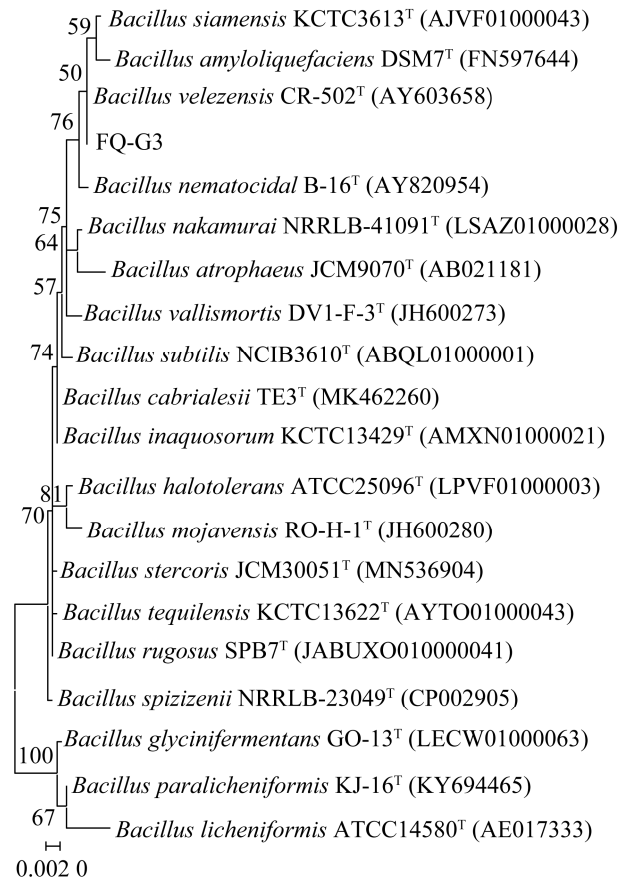 59
Bacillus siamensis KCTC3613ᵀ (AJVF01000043)
Bacillus amyloliquefaciens DSM7ᵀ (FN597644)
50
Bacillus velezensis CR-502ᵀ (AY603658)
76
FQ-G3
Bacillus nematocidal B-16ᵀ (AY820954)
75
Bacillus nakamurai NRRLB-41091ᵀ (LSAZ01000028)
64
Bacillus atrophaeus JCM9070ᵀ (AB021181)
57
Bacillus vallismortis DV1-F-3ᵀ (JH600273)
74
Bacillus subtilis NCIB3610ᵀ (ABQL01000001)
Bacillus cabrialesii TE3ᵀ (MK462260)
Bacillus inaquosorum KCTC13429ᵀ (AMXN01000021)
81
Bacillus halotolerans ATCC25096ᵀ (LPVF01000003)
70
Bacillus mojavensis RO-H-1ᵀ (JH600280)
Bacillus stercoris JCM30051ᵀ (MN536904)
Bacillus tequilensis KCTC13622ᵀ (AYTO01000043)
Bacillus rugosus SPB7ᵀ (JABUXO010000041)
Bacillus spizizenii NRRLB-23049ᵀ (CP002905)
Bacillus glycinifermentans GO-13ᵀ (LECW01000063)
100
Bacillus paralicheniformis KJ-16ᵀ (KY694465)
67
Bacillus licheniformis ATCC14580ᵀ (AE017333)
0.002 0